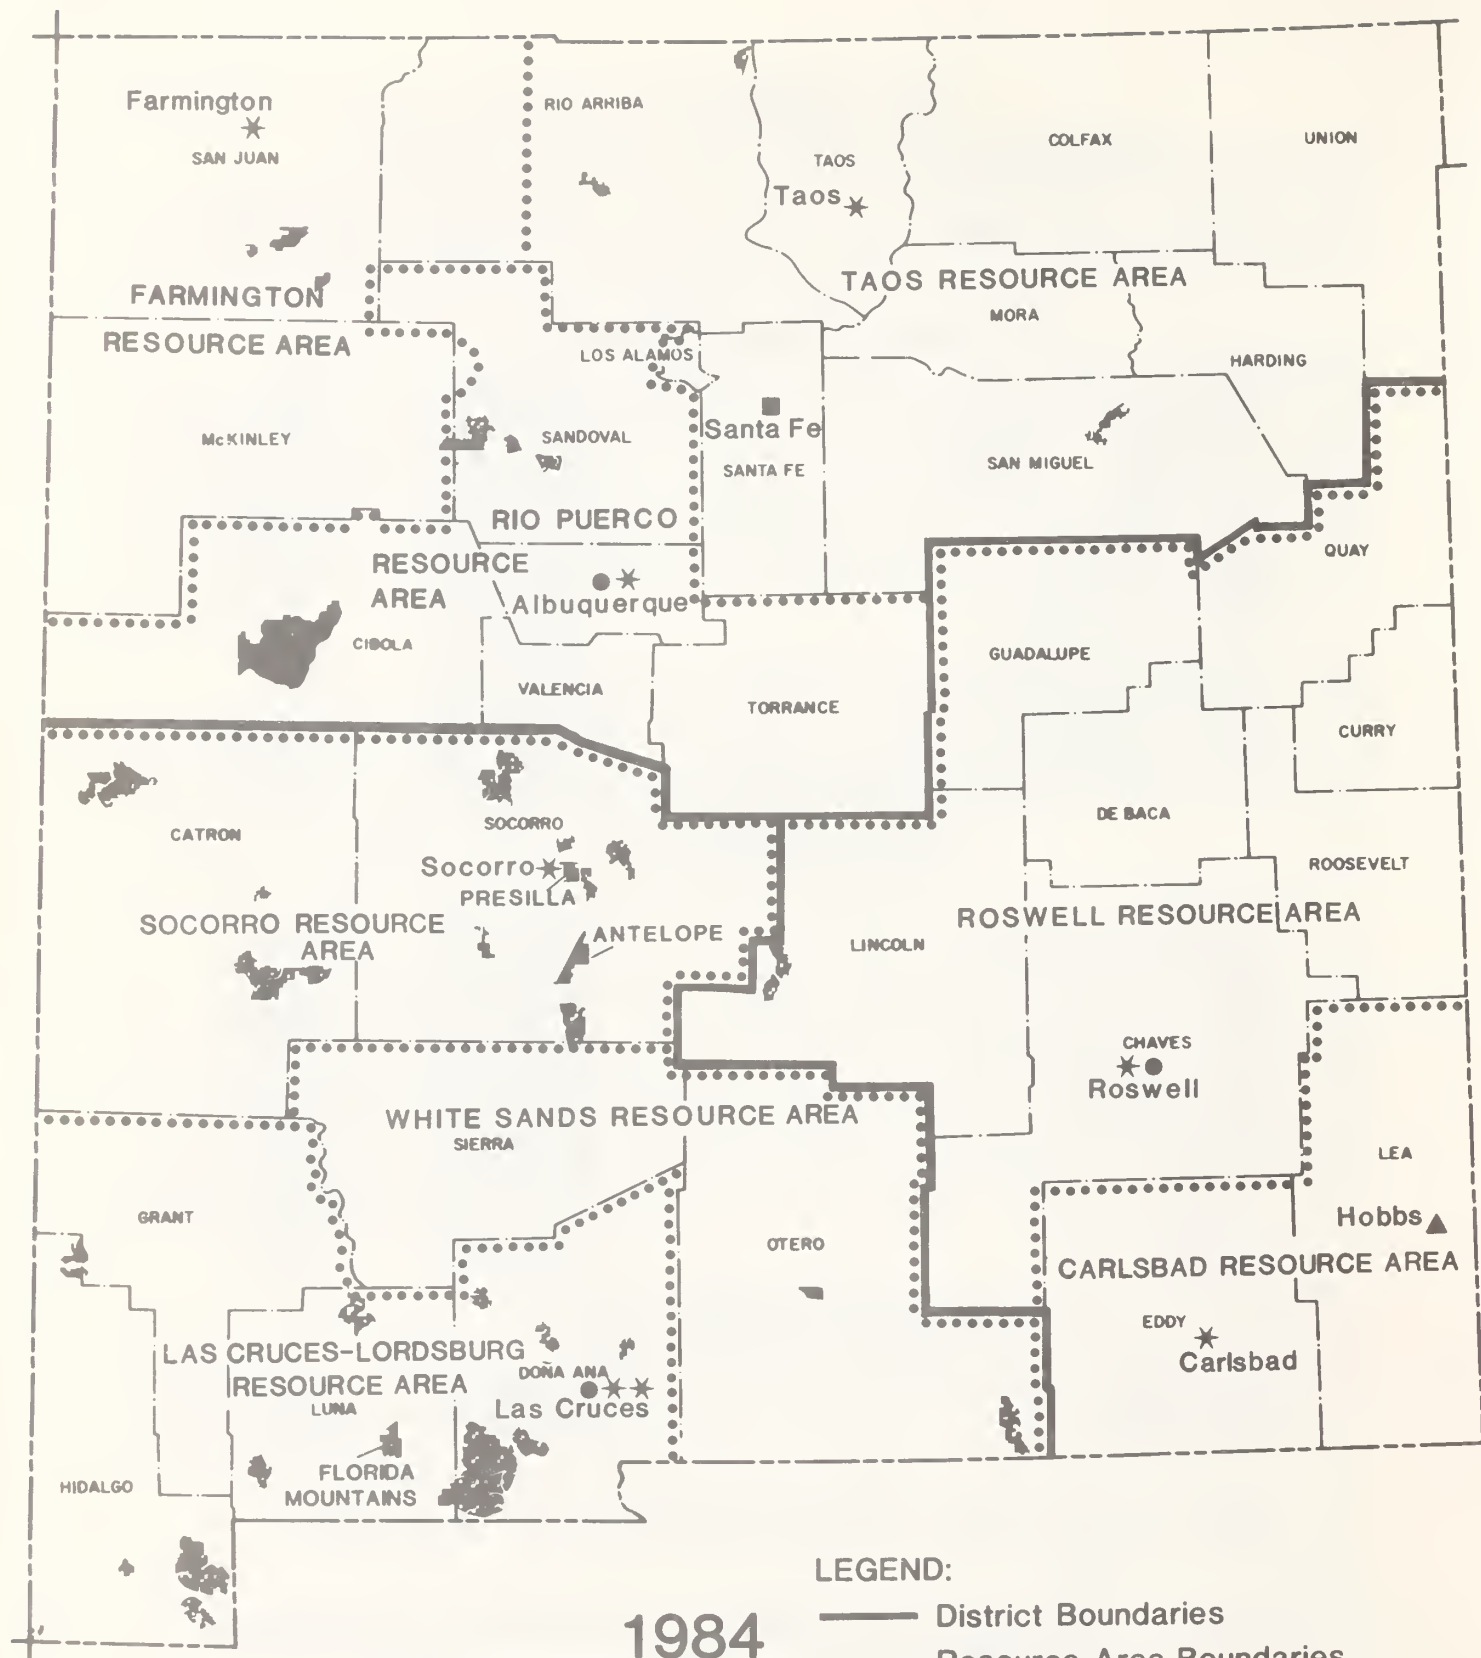 Farmington
SAN JUAN
RIO ARRIBA
TAOS
Taos
COLFAX
UNION
FARMINGTON
RESOURCE AREA
TAOS RESOURCE AREA
MORA
LOS ALAMOS
HARDING
McKINLEY
SANDOVAL
Santa Fe
SANTA FE
SAN MIGUEL
RIO PUERCO
RESOURCE
AREA
Albuquerque
QUAY
CIBOLA
VALENCIA
TORRANCE
GUADALUPE
CURRY
CATRON
SOCORRO
Socorro
PRESILLA
DE BACA
ROOSEVELT
SOCORRO RESOURCE
AREA
ANTELOPE
LINCOLN
ROSWELL RESOURCE AREA
CHAVES
Roswell
WHITE SANDS RESOURCE AREA
SIERRA
LEA
GRANT
OTERO
Hobbs
CARLSBAD RESOURCE AREA
EDDY
Carlsbad
LAS CRUCES-LORDSBURG
RESOURCE AREA
LUNA
DOÑA ANA
Las Cruces
FLORIDA
MOUNTAINS
HIDALGO
1984
LEGEND:
District Boundaries
Resource Area Boundaries